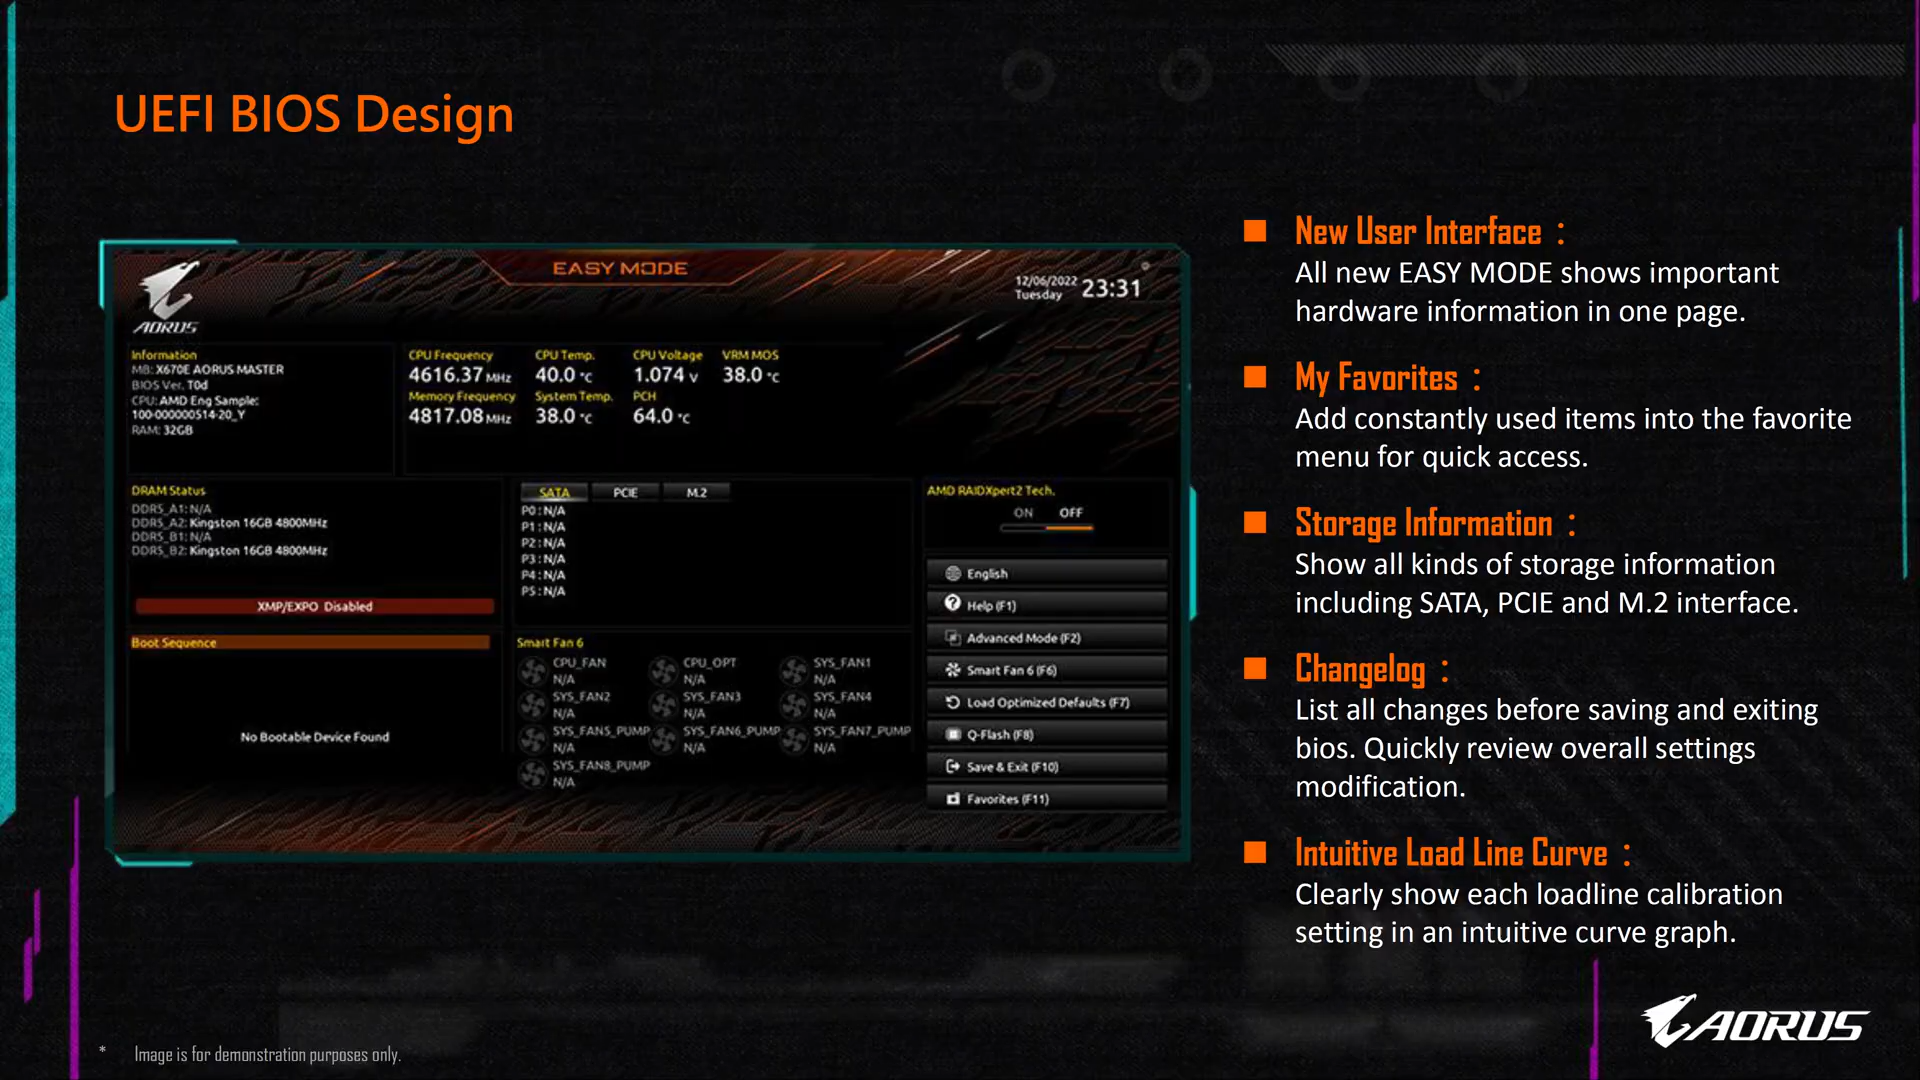 UEFI BIOS Design
EASY MODE
12/06/2022
Tuesday
23:31
AORUS
Information
MB: X670E AORUS MASTER
BIOS Ver. T0d
CPU: AMD Eng Sample:
100-000000514-20_Y
RAM: 32GB
CPU Frequency
4616.37 MHz
CPU Temp.
40.0 °C
CPU Voltage
1.074 V
VRM MOS
38.0 °C
Memory Frequency
4817.08 MHz
System Temp.
38.0 °C
PCH
64.0 °C
DRAM Status
DDR5_A1: N/A
DDR5_A2: Kingston 16GB 4800MHz
DDR5_B1: N/A
DDR5_B2: Kingston 16GB 4800MHz
XMP/EXPO Disabled
SATA PCIE M.2
P0 : N/A
P1 : N/A
P2 : N/A
P3 : N/A
P4 : N/A
P5 : N/A
AMD RAIDXpert2 Tech.
ON OFF
Boot Sequence
No Bootable Device Found
Smart Fan 6
CPU_FAN
N/A
CPU_OPT
N/A
SYS_FAN1
N/A
SYS_FAN2
N/A
SYS_FAN3
N/A
SYS_FAN4
N/A
SYS_FAN5_PUMP
N/A
SYS_FAN6_PUMP
N/A
SYS_FAN7_PUMP
N/A
SYS_FAN8_PUMP
N/A
English
Help (F1)
Advanced Mode (F2)
Smart Fan 6 (F6)
Load Optimized Defaults (F7)
Q-Flash (F8)
Save & Exit (F10)
Favorites (F11)
New User Interface：
All new EASY MODE shows important
hardware information in one page.
My Favorites：
Add constantly used items into the favorite
menu for quick access.
Storage Information：
Show all kinds of storage information
including SATA, PCIE and M.2 interface.
Changelog：
List all changes before saving and exiting
bios. Quickly review overall settings
modification.
Intuitive Load Line Curve：
Clearly show each loadline calibration
setting in an intuitive curve graph.
* Image is for demonstration purposes only.
AORUS